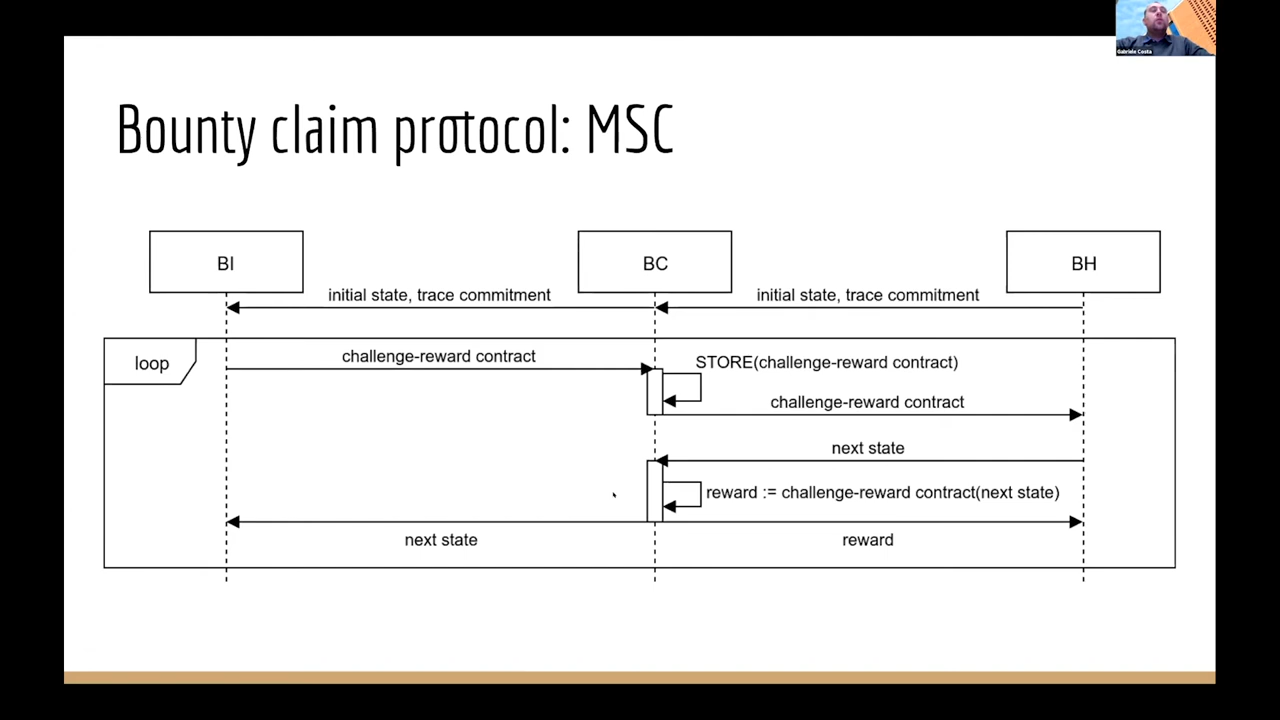 Gabriele Costa
Bounty claim protocol: MSC
BI
BC
BH
initial state, trace commitment
initial state, trace commitment
loop
challenge-reward contract
STORE(challenge-reward contract)
challenge-reward contract
next state
reward := challenge-reward contract(next state)
next state
reward